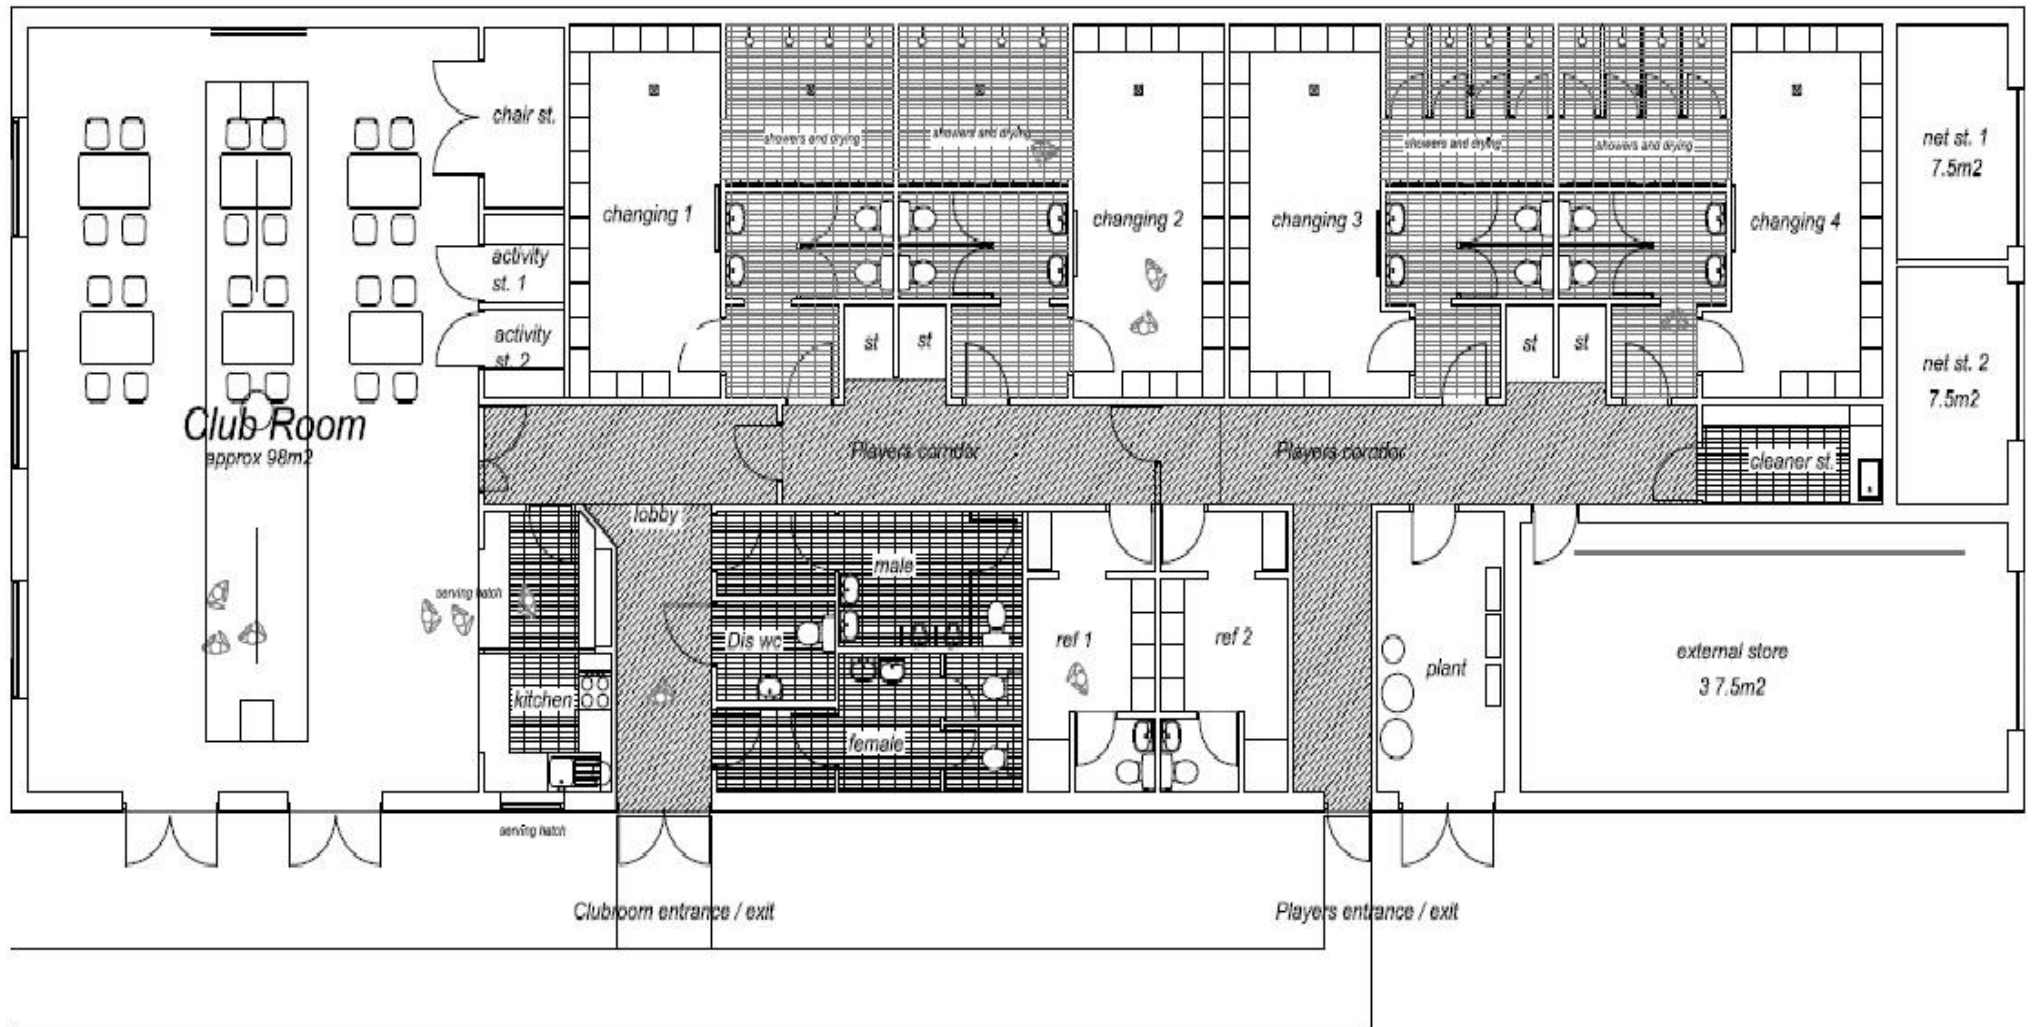 chair st.
showers and drying
showers and drying
showers and drying
showers and drying
net st. 1
7.5m2
changing 1
changing 2
changing 3
changing 4
activity
st. 1
activity
st. 2
st
st
st
st
net st. 2
7.5m2
Club Room
approx 98m2
Players corridor
Players corridor
cleaner st.
lobby
male
serving hatch
Dis wc
ref 1
ref 2
plant
external store
3 7.5m2
kitchen
female
serving hatch
Clubroom entrance / exit
Players entrance / exit